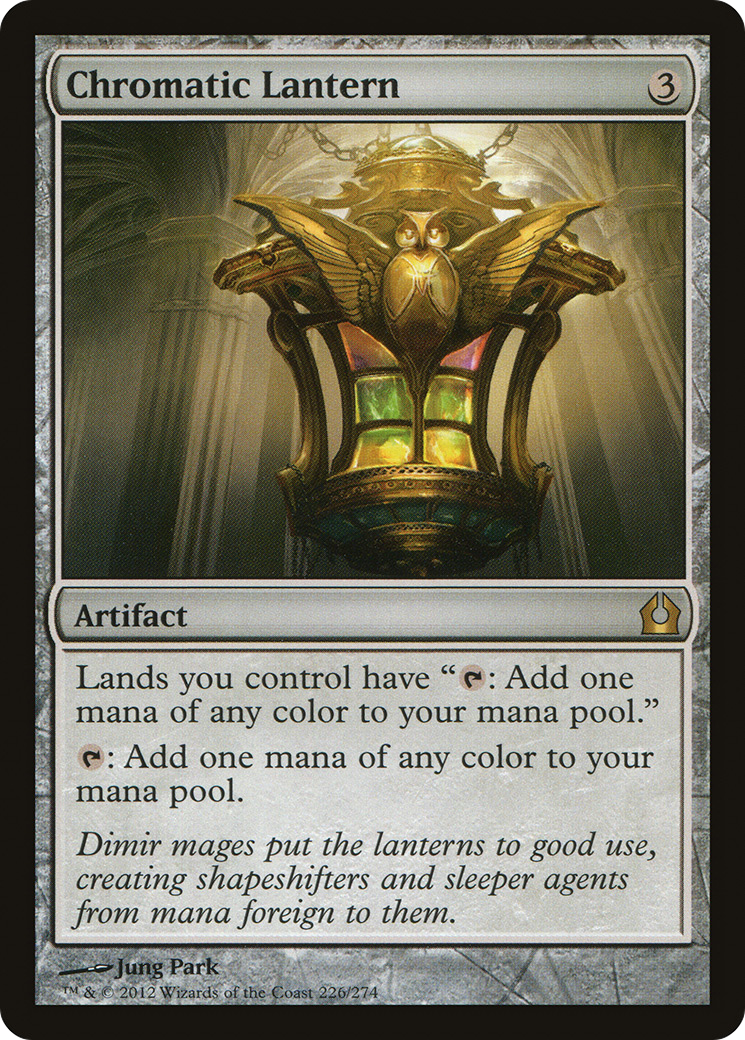 Chromatic Lantern 3
Artifact
Lands you control have “: Add one
mana of any color to your mana pool.”
: Add one mana of any color to your
mana pool.
Dimir mages put the lanterns to good use,
creating shapeshifters and sleeper agents
from mana foreign to them.
Jung Park
™ & © 2012 Wizards of the Coast 226/274